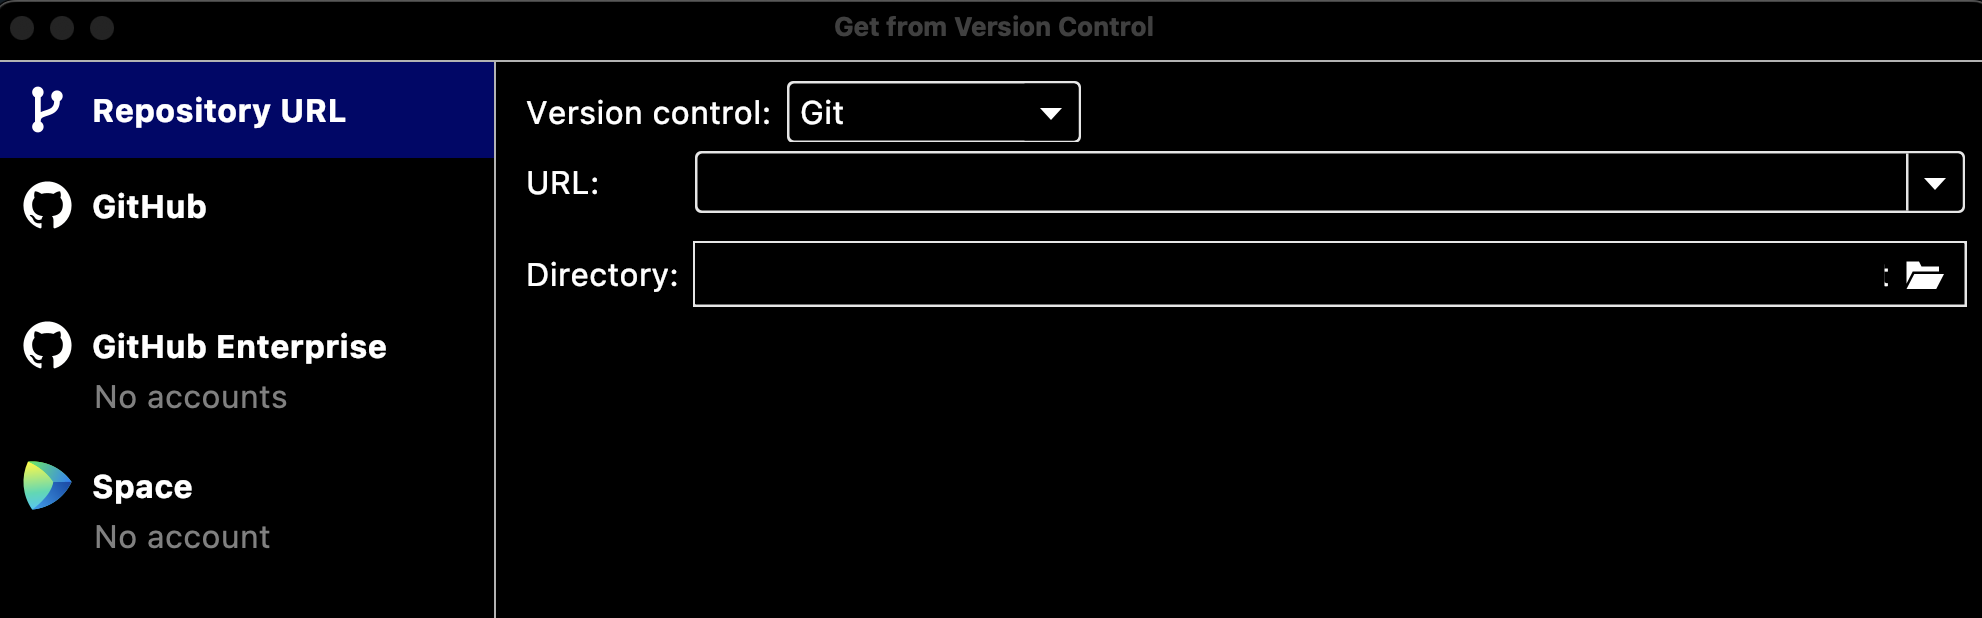 Get from Version Control
Repository URL
GitHub
GitHub Enterprise
No accounts
Space
No account
Version control: Git
URL:
Directory: